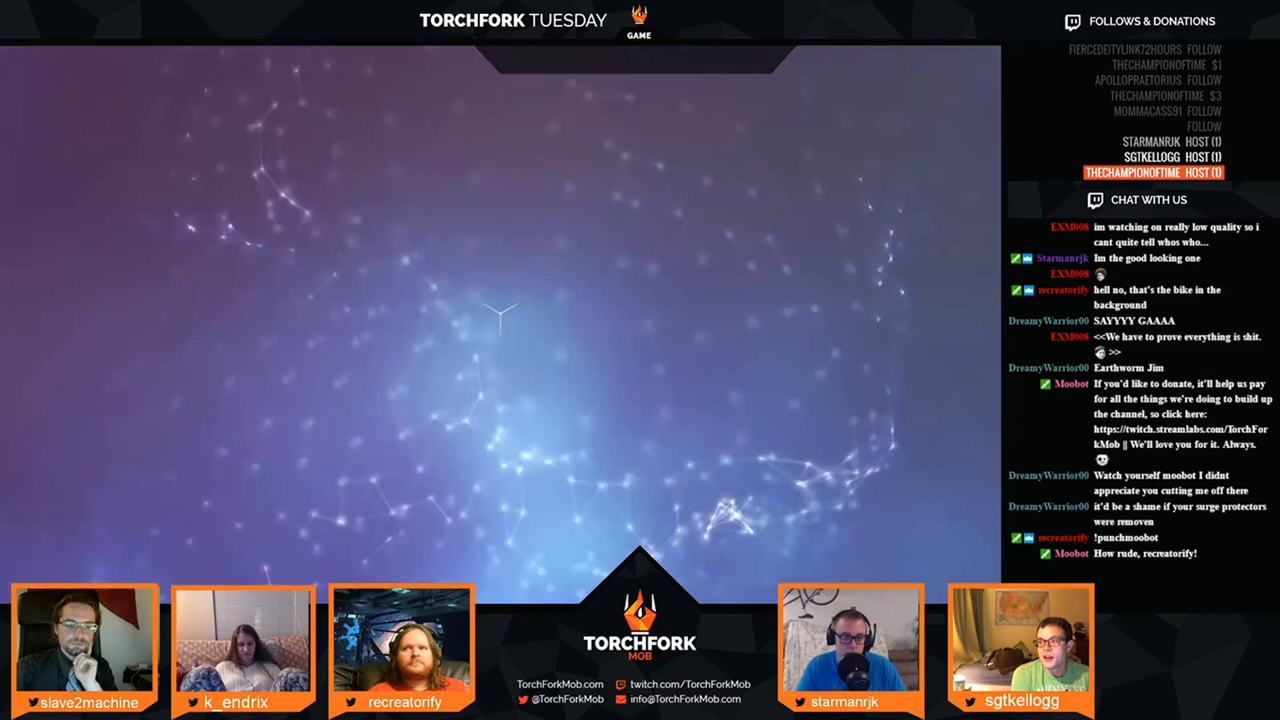 TORCHFORK TUESDAY
GAME
FOLLOWS & DONATIONS
FIERCEDEITYLINK72HOURS FOLLOW
THECHAMPIONOFTIME $1
APOLLOPRAETORIUS FOLLOW
THECHAMPIONOFTIME $3
MOMMACASS91 FOLLOW
FOLLOW
STARMANRJK HOST (1)
SGTKELLOGG HOST (1)
THECHAMPIONOFTIME HOST (1)
CHAT WITH US
EXM008 im watching on really low quality so i
cant quite tell whos who...
Starmanrjk Im the good looking one
EXM008
recreatorify hell no, that's the bike in the
background
DreamyWarrior00 SAYYYY GAAAA
EXM008 <<We have to prove everything is shit.
>>
DreamyWarrior00 Earthworm Jim
Moobot If you'd like to donate, it'll help us pay
for all the things we're doing to build up
the channel, so click here:
https://twitch.streamlabs.com/TorchFor
kMob || We'll love you for it. Always.
DreamyWarrior00 Watch yourself moobot I didnt
appreciate you cutting me off there
DreamyWarrior00 it'd be a shame if your surge protectors
were removen
recreatorify !punchmoobot
Moobot How rude, recreatorify!
TORCHFORK
MOB
TorchForkMob.com twitch.com/TorchForkMob
@TorchForkMob info@TorchForkMob.com
slave2machine
k_endrix
recreatorify
starmanrjk
sgtkellogg